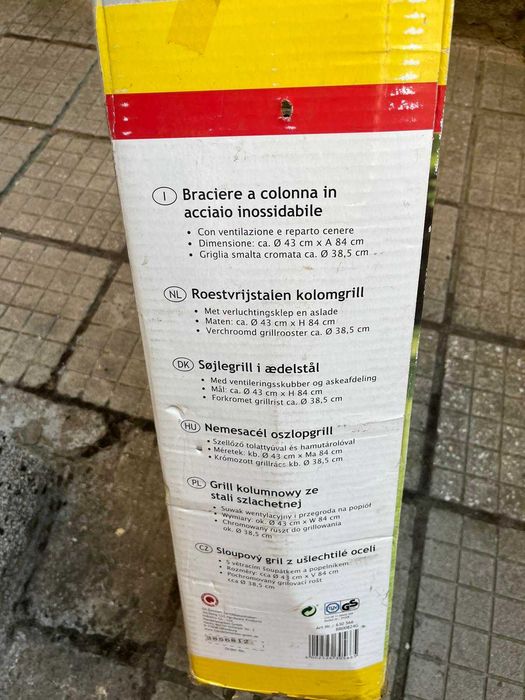 I Braciere a colonna in
acciaio inossidabile
• Con ventilazione e reparto cenere
• Dimensione: ca. Ø 43 cm x A 84 cm
• Griglia smalta cromata ca. Ø 38,5 cm
NL Roestvrijstalen kolomgrill
• Met verluchtingsklep en aslade
• Maten: ca. Ø 43 cm x H 84 cm
• Verchroomd grillrooster ca. Ø 38,5 cm
DK Søjlegrill i ædelstål
• Med ventileringsskubber og askeafdeling
• Mål: ca. Ø 43 cm x H 84 cm
• Forkromet grillrist ca. Ø 38,5 cm
HU Nemesacél oszlopgrill
• Szellőző tolattyúval és hamutárolóval
• Méretek: kb. Ø 43 cm x Ma 84 cm
• Krómozott grillrács kb. Ø 38,5 cm
PL Grill kolumnowy ze
stali szlachetnej
• Suwak wentylacyjny i przegroda na popiół
• Wymiary: ok. Ø 43 cm x W 84 cm
• Chromowany ruszt do grillowania
ok. Ø 38,5 cm
CZ Sloupový gril z ušlechtilé oceli
• S větracím šoupátkem a popelníkem
• Rozměry: cca Ø 43 cm x V 84 cm
• Pochromovaný grilovací rošt
cca Ø 38,5 cm
3856812
GS
Art.-Nr.: 630 566